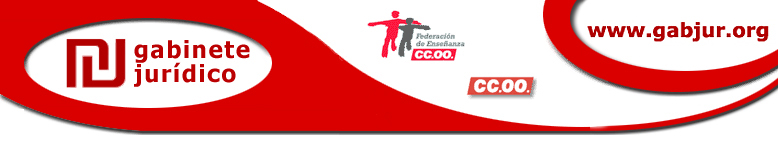 gabinete
jurídico
Federación
de Enseñanza
CC.OO.
CC.OO.
www.gabjur.org